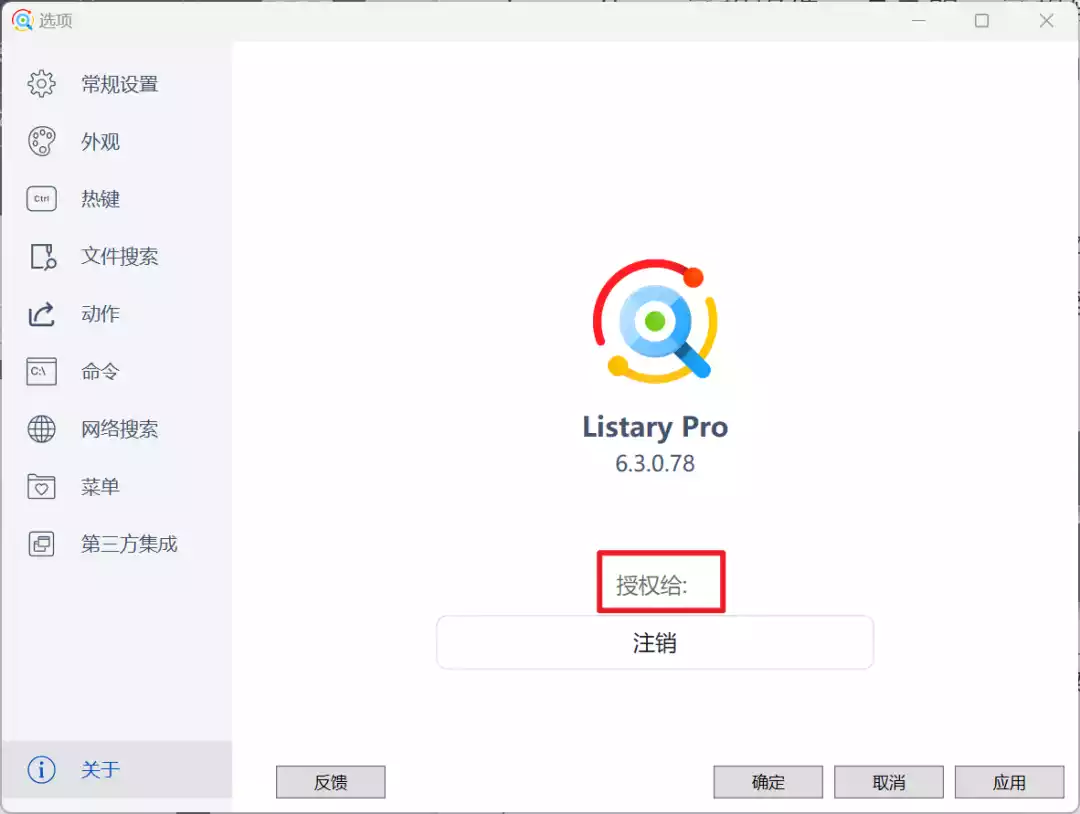 选项
常规设置
外观
Ctrl
热键
文件搜索
动作
C:\
命令
网络搜索
菜单
第三方集成
关于
Listary Pro
6.3.0.78
授权给:
注销
反馈
确定
取消
应用